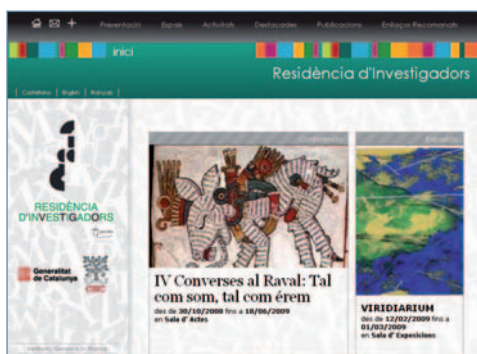 Presentació Espais Activitats Destacades Publicacions Enllaços Recomanats
inici
Residència d'Investigadors
| Castellano | English | Français |
RESIDÈNCIA
D'INVESTIGADORS
Generalitat
de Catalunya
CSIC
IV Converses al Raval: Tal
com som, tal com érem
des de 30/10/2008 fins a 18/06/2009
en Sala d' Actes
VIRIDIARIUM
des de 12/02/2009 fins a
01/03/2009
en Sala d' Exposicions